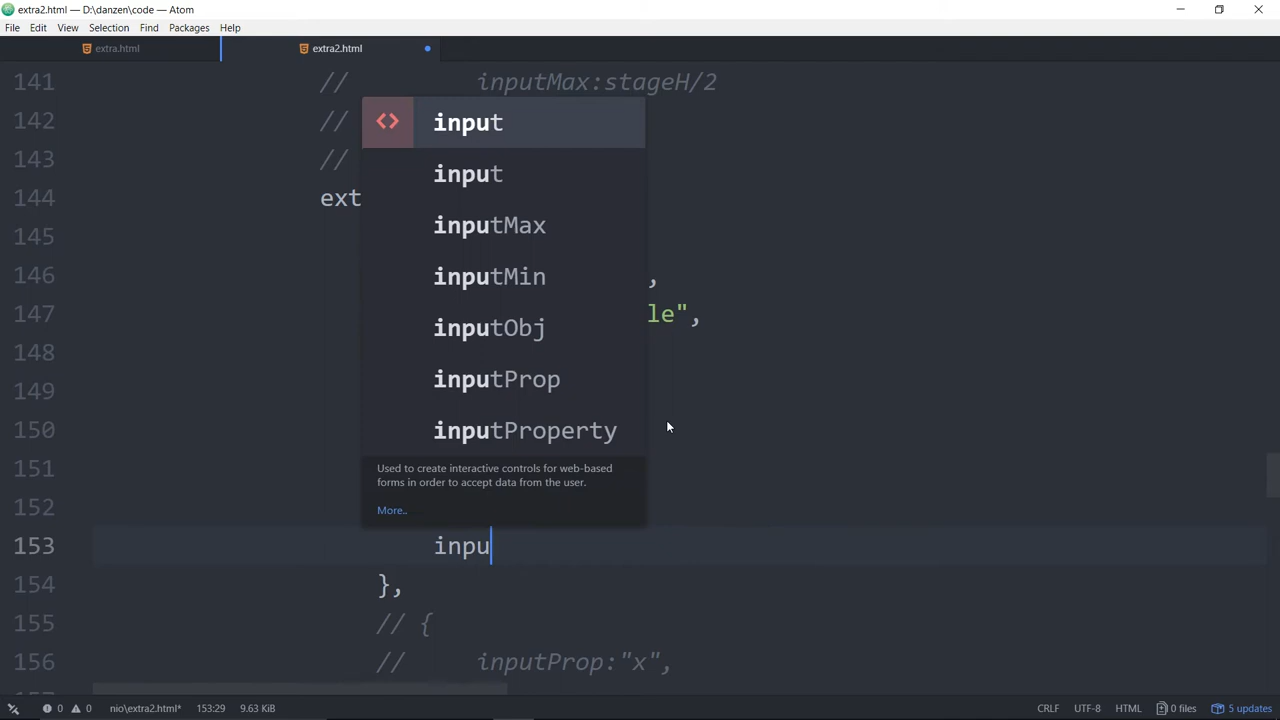 extra2.html — D:\danzen\code — Atom
File Edit View Selection Find Packages Help
extra.html
extra2.html
141 // inputMax:stageH/2
142 //
143 //
144 ext
145
146 ,
147 le",
148
149
150
151
152
153 inpu
154 },
155 // {
156 // inputProp:"x",
input
input
inputMax
inputMin
inputObj
inputProp
inputProperty
Used to create interactive controls for web-based
forms in order to accept data from the user.
More..
0 0 nio\extra2.html* 153:29 9.63 KiB CRLF UTF-8 HTML 0 files 5 updates